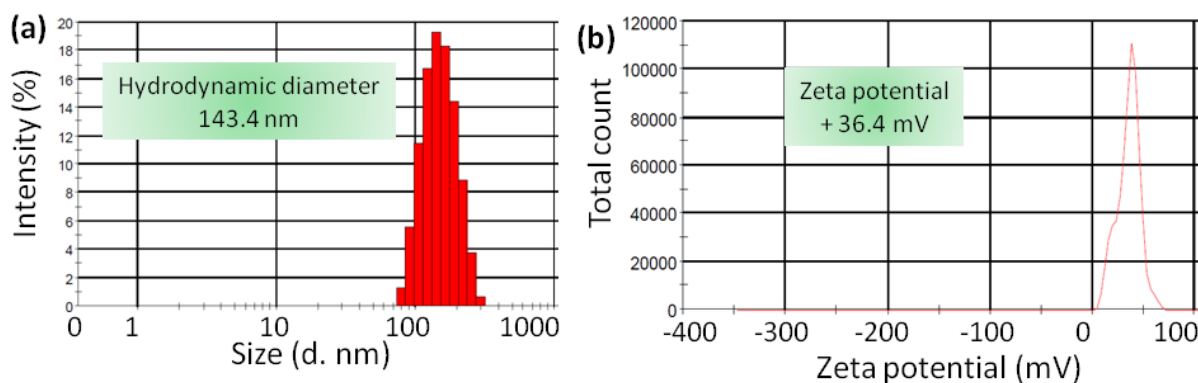 (a)
Intensity (%)
20
18
16
14
12
10
8
6
4
2
0
Hydrodynamic diameter
143.4 nm
0 1 10 100 1000
Size (d. nm)
(b)
Total count
120000
100000
80000
60000
40000
20000
0
Zeta potential
+ 36.4 mV
-400 -300 -200 -100 0 100
Zeta potential (mV)